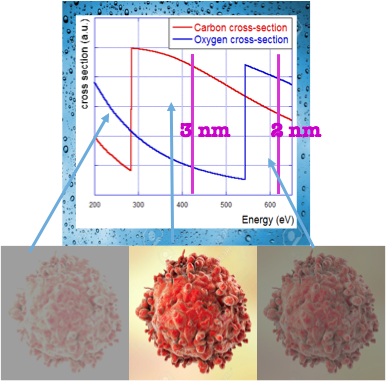 Carbon cross-section
Oxygen cross-section
cross section (a.u.)
3 nm 2 nm
200 300 400 500 600
Energy (eV)